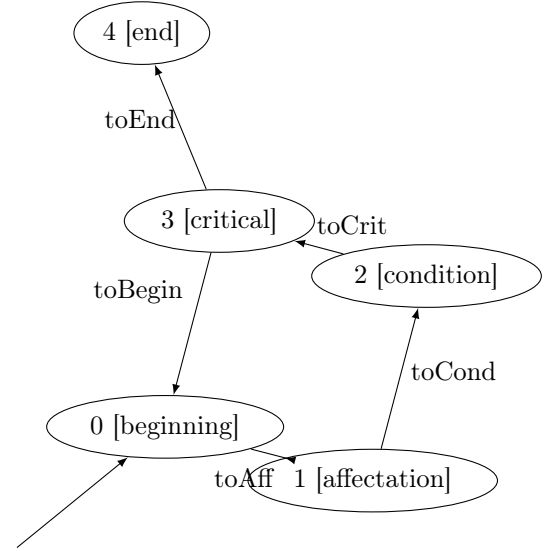 4 [end]
toEnd
3 [critical]
toCrit
2 [condition]
toBegin
toCond
0 [beginning]
toAff
1 [affectation]